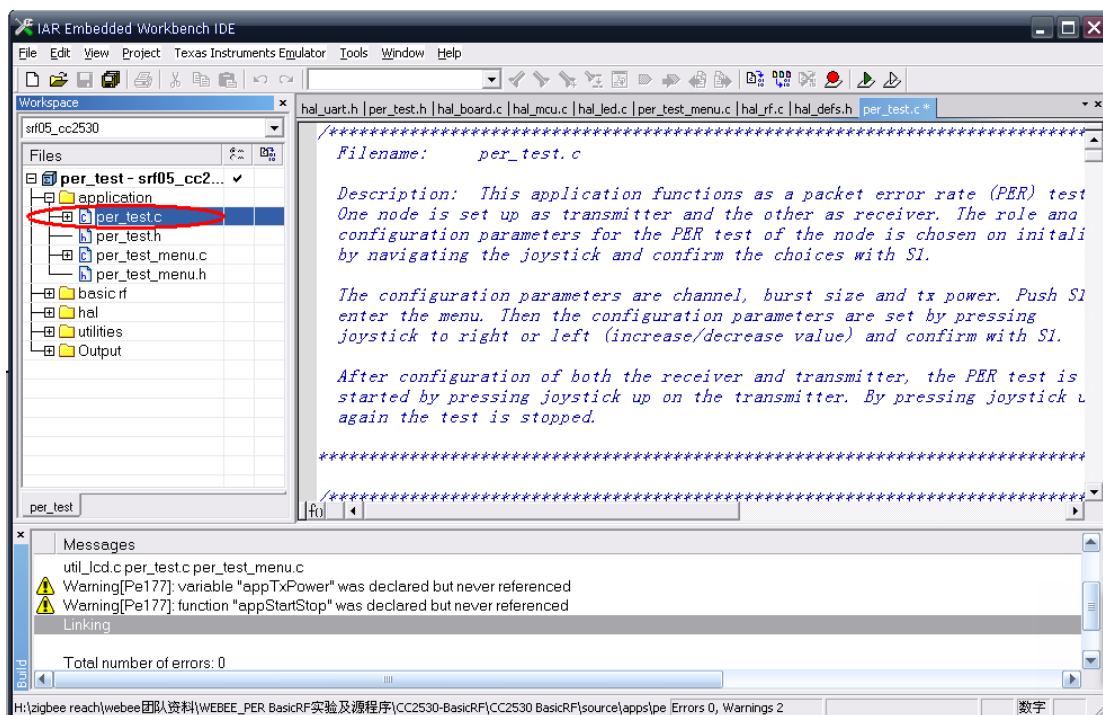 IAR Embedded Workbench IDE
File Edit View Project Texas Instruments Emulator Tools Window Help
Workspace
srf05_cc2530
Files
per_test - srf05_cc2...
application
per_test.c
per_test.h
per_test_menu.c
per_test_menu.h
basic rf
hal
utilities
Output
per_test
hal_uart.h | per_test.h | hal_board.c | hal_mcu.c | hal_led.c | per_test_menu.c | hal_rf.c | hal_defs.h per_test.c *
/****************************************************************************
Filename: per_test.c
Description: This application functions as a packet error rate (PER) test
One node is set up as transmitter and the other as receiver. The role and
configuration parameters for the PER test of the node is chosen on initali
by navigating the joystick and confirm the choices with S1.
The configuration parameters are channel, burst size and tx power. Push S1
enter the menu. Then the configuration parameters are set by pressing
joystick to right or left (increase/decrease value) and confirm with S1.
After configuration of both the receiver and transmitter, the PER test is
started by pressing joystick up on the transmitter. By pressing joystick u
again the test is stopped.
*****************************************************************************
/****************************************************************************
f()
Messages
util_lcd.c per_test.c per_test_menu.c
Warning[Pe177]: variable "appTxPower" was declared but never referenced
Warning[Pe177]: function "appStartStop" was declared but never referenced
Linking
Total number of errors: 0
Build
H:\zigbee reach\webee团队资料\WEBEE_PER BasicRF实验及源程序\CC2530-BasicRF\CC2530 BasicRF\source\apps\pe Errors 0, Warnings 2 数字